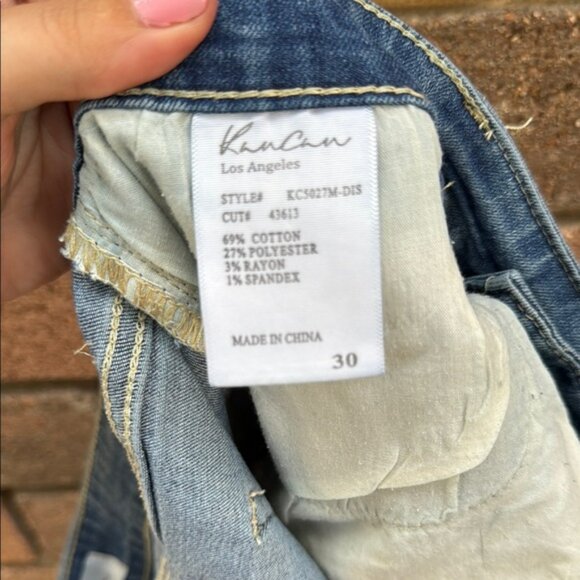 KanCan
Los Angeles
STYLE# KC5027M-DIS
CUT# 43613
69% COTTON
27% POLYESTER
3% RAYON
1% SPANDEX
MADE IN CHINA
30